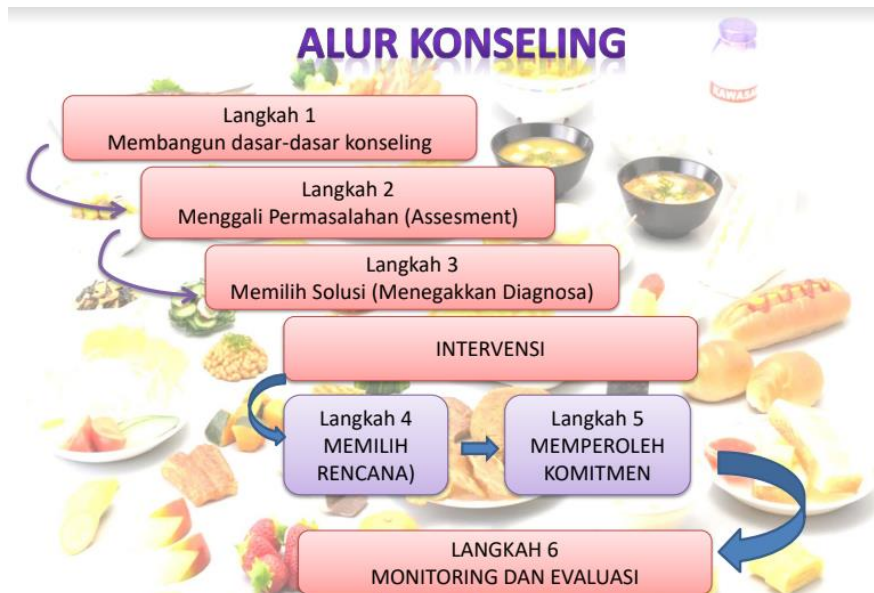 ALUR KONSELING
KAWASA
Langkah 1
Membangun dasar-dasar konseling
Langkah 2
Menggali Permasalahan (Assesment)
Langkah 3
Memilih Solusi (Menegakkan Diagnosa)
INTERVENSI
Langkah 4
MEMILIH
RENCANA)
Langkah 5
MEMPEROLEH
KOMITMEN
LANGKAH 6
MONITORING DAN EVALUASI